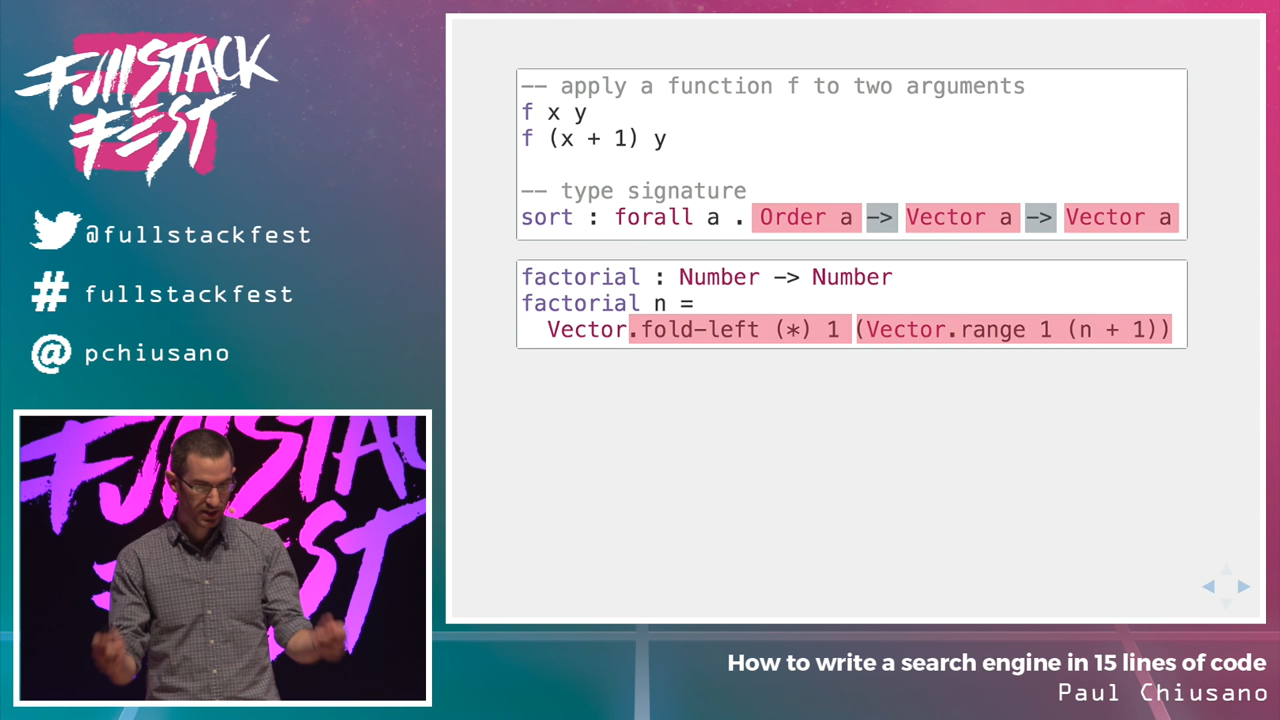 FullStack
Fest
@fullstackfest
# fullstackfest
@ pchiusano
-- apply a function f to two arguments
f x y
f (x + 1) y
-- type signature
sort : forall a . Order a -> Vector a -> Vector a
factorial : Number -> Number
factorial n =
Vector.fold-left (*) 1 (Vector.range 1 (n + 1))
How to write a search engine in 15 lines of code
Paul Chiusano